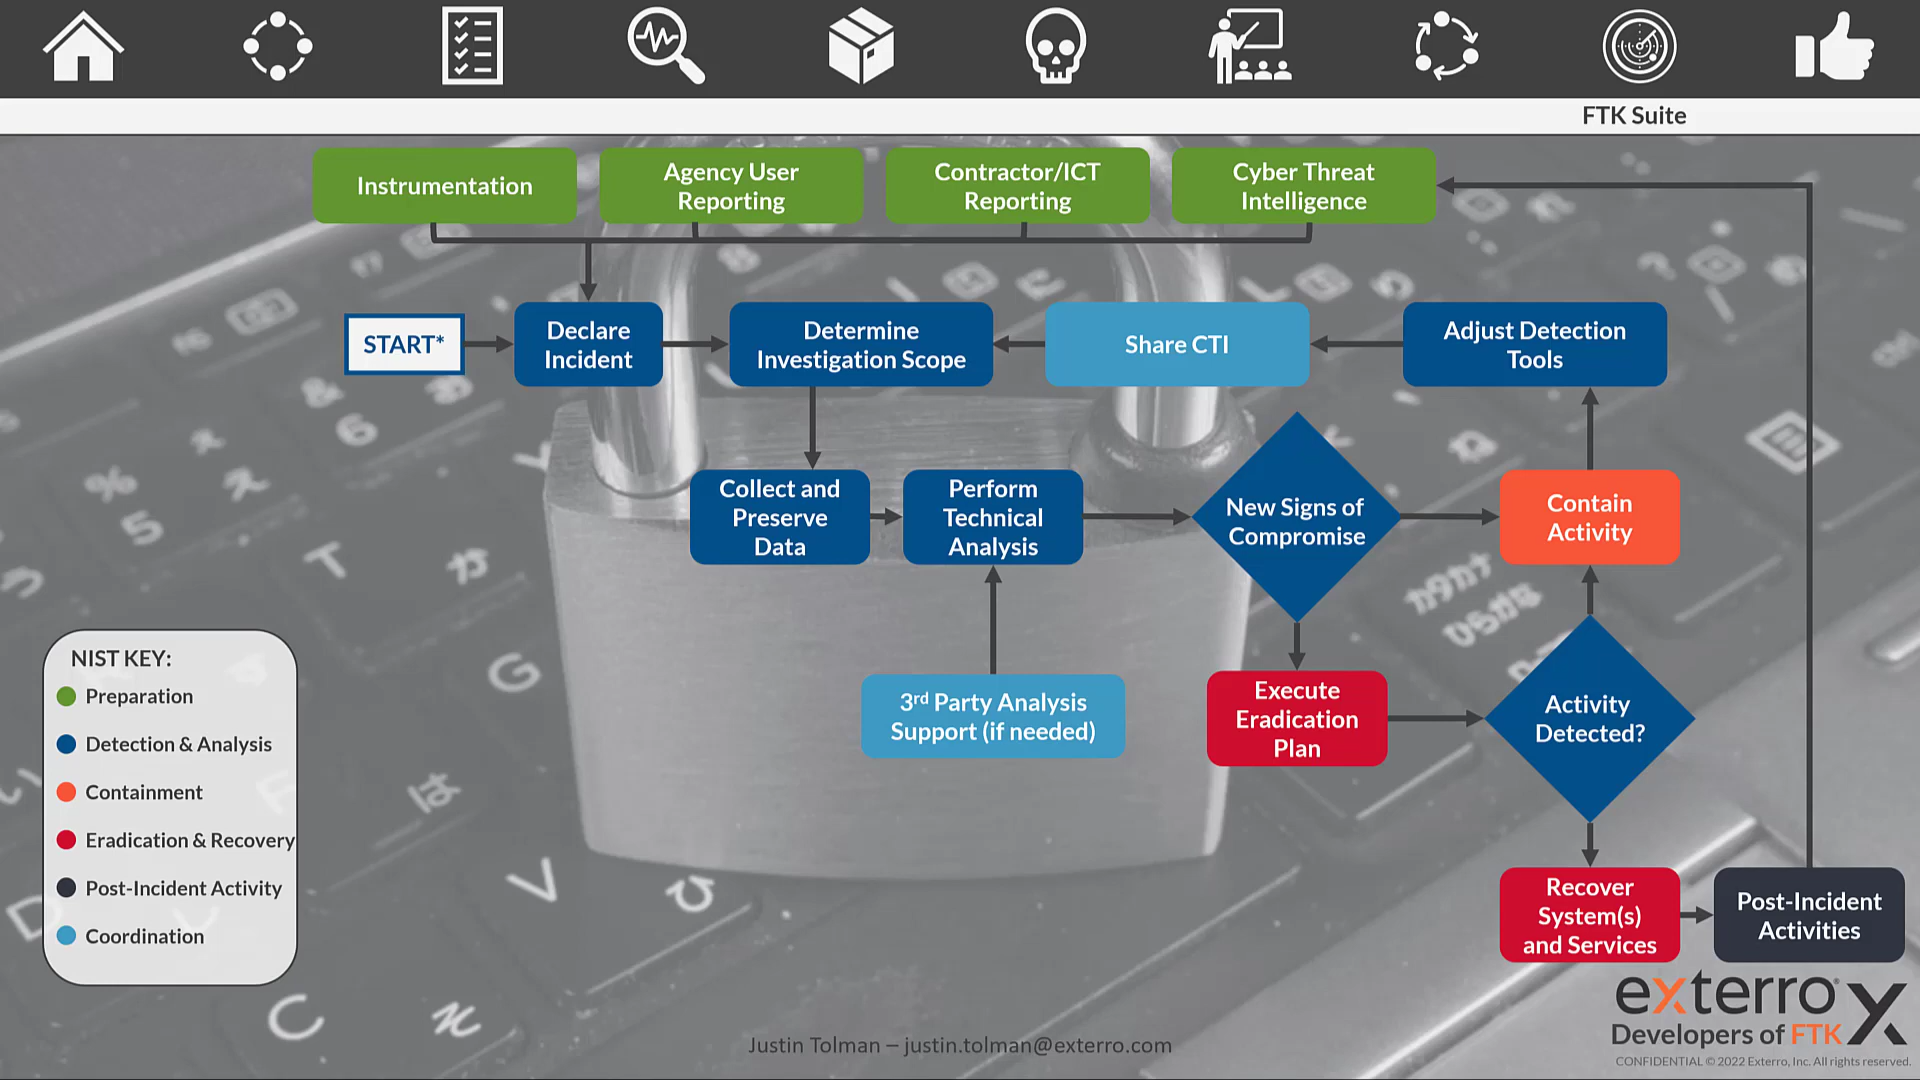 FTK Suite
Instrumentation
Agency User
Reporting
Contractor/ICT
Reporting
Cyber Threat
Intelligence
START*
Declare
Incident
Determine
Investigation Scope
Share CTI
Adjust Detection
Tools
Collect and
Preserve
Data
Perform
Technical
Analysis
New Signs of
Compromise
Contain
Activity
3rd Party Analysis
Support (if needed)
Execute
Eradication
Plan
Activity
Detected?
Recover
System(s)
and Services
Post-Incident
Activities
NIST KEY:
Preparation
Detection & Analysis
Containment
Eradication & Recovery
Post-Incident Activity
Coordination
Justin Tolman – justin.tolman@exterro.com
exterro®
Developers of FTK X
CONFIDENTIAL © 2022 Exterro, Inc. All rights reserved.